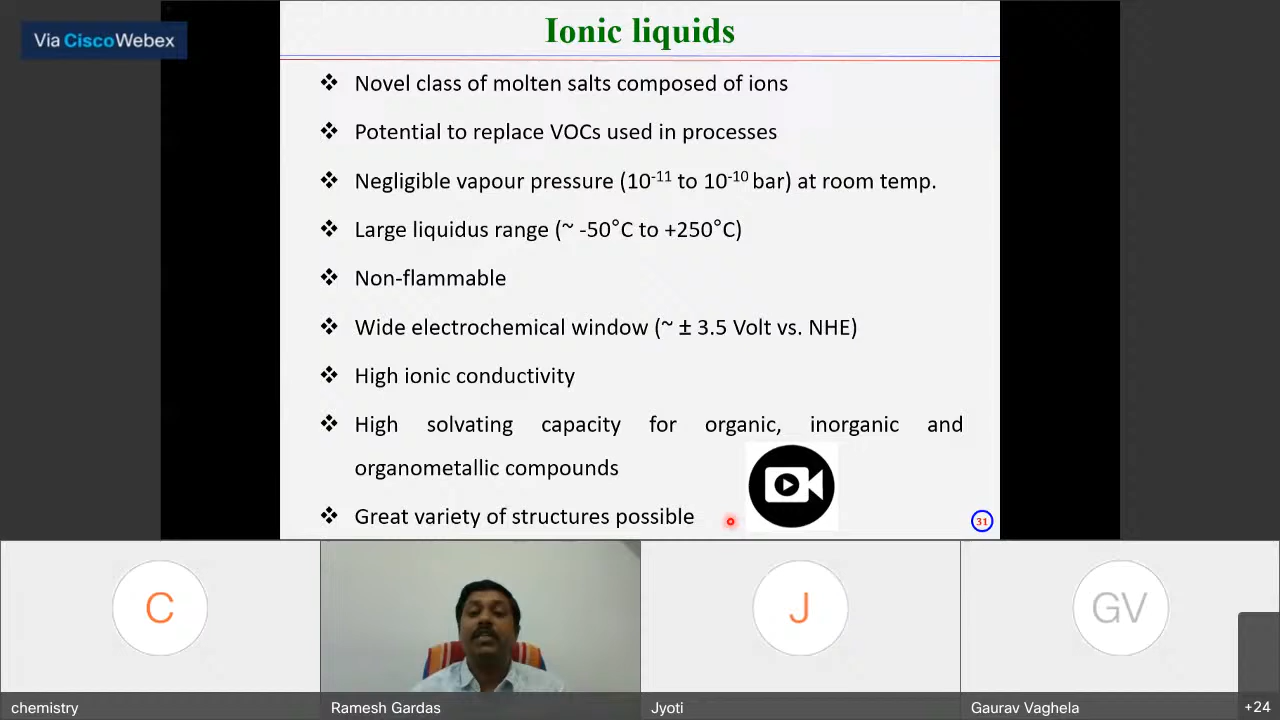 Via CiscoWebex
Ionic liquids
❖ Novel class of molten salts composed of ions
❖ Potential to replace VOCs used in processes
❖ Negligible vapour pressure (10⁻¹¹ to 10⁻¹⁰ bar) at room temp.
❖ Large liquidus range (~ -50°C to +250°C)
❖ Non-flammable
❖ Wide electrochemical window (~ ± 3.5 Volt vs. NHE)
❖ High ionic conductivity
❖ High solvating capacity for organic, inorganic and
organometallic compounds
❖ Great variety of structures possible
31
C
J
GV
chemistry
Ramesh Gardas
Jyoti
Gaurav Vaghela
+24